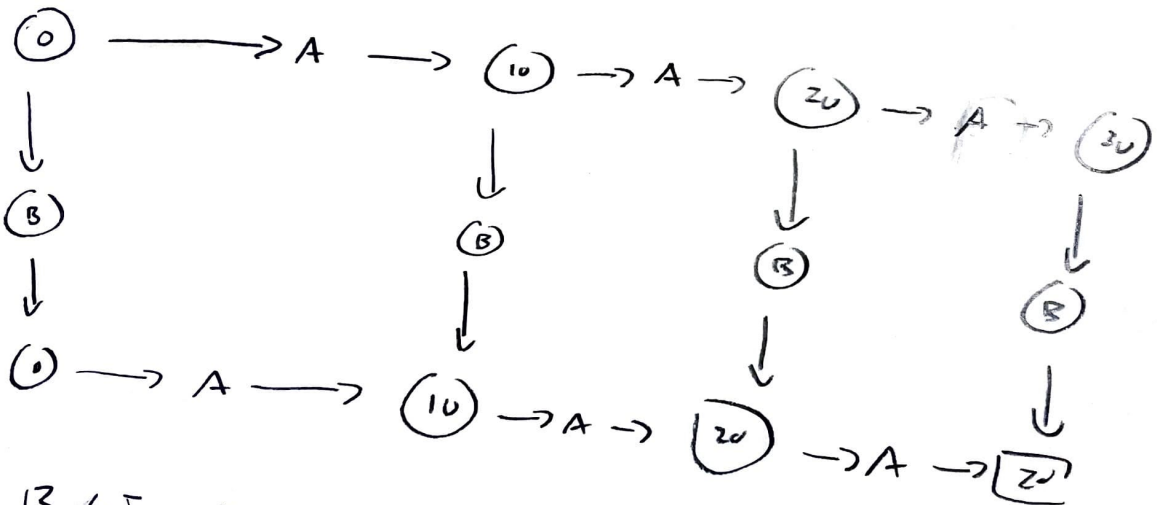 0 → A → 10 → A → 20 → A → 30
B B B B
0 → A → 10 → A → 20 → A → 20